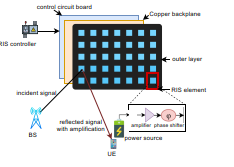 control circuit board
Copper backplane
RIS controller
outer layer
incident signal
RIS element
reflected signal
with amplification
amplifier phase shifter
power source
BS
UE